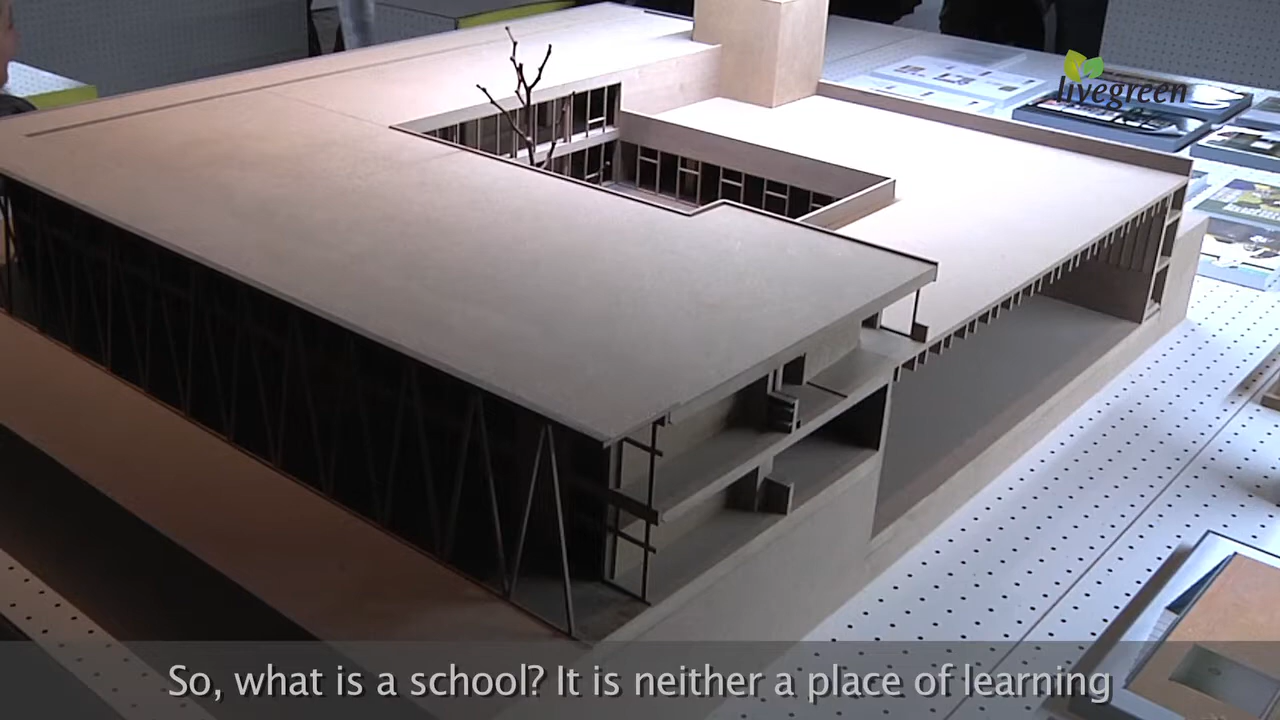 livegreen
So, what is a school? It is neither a place of learning